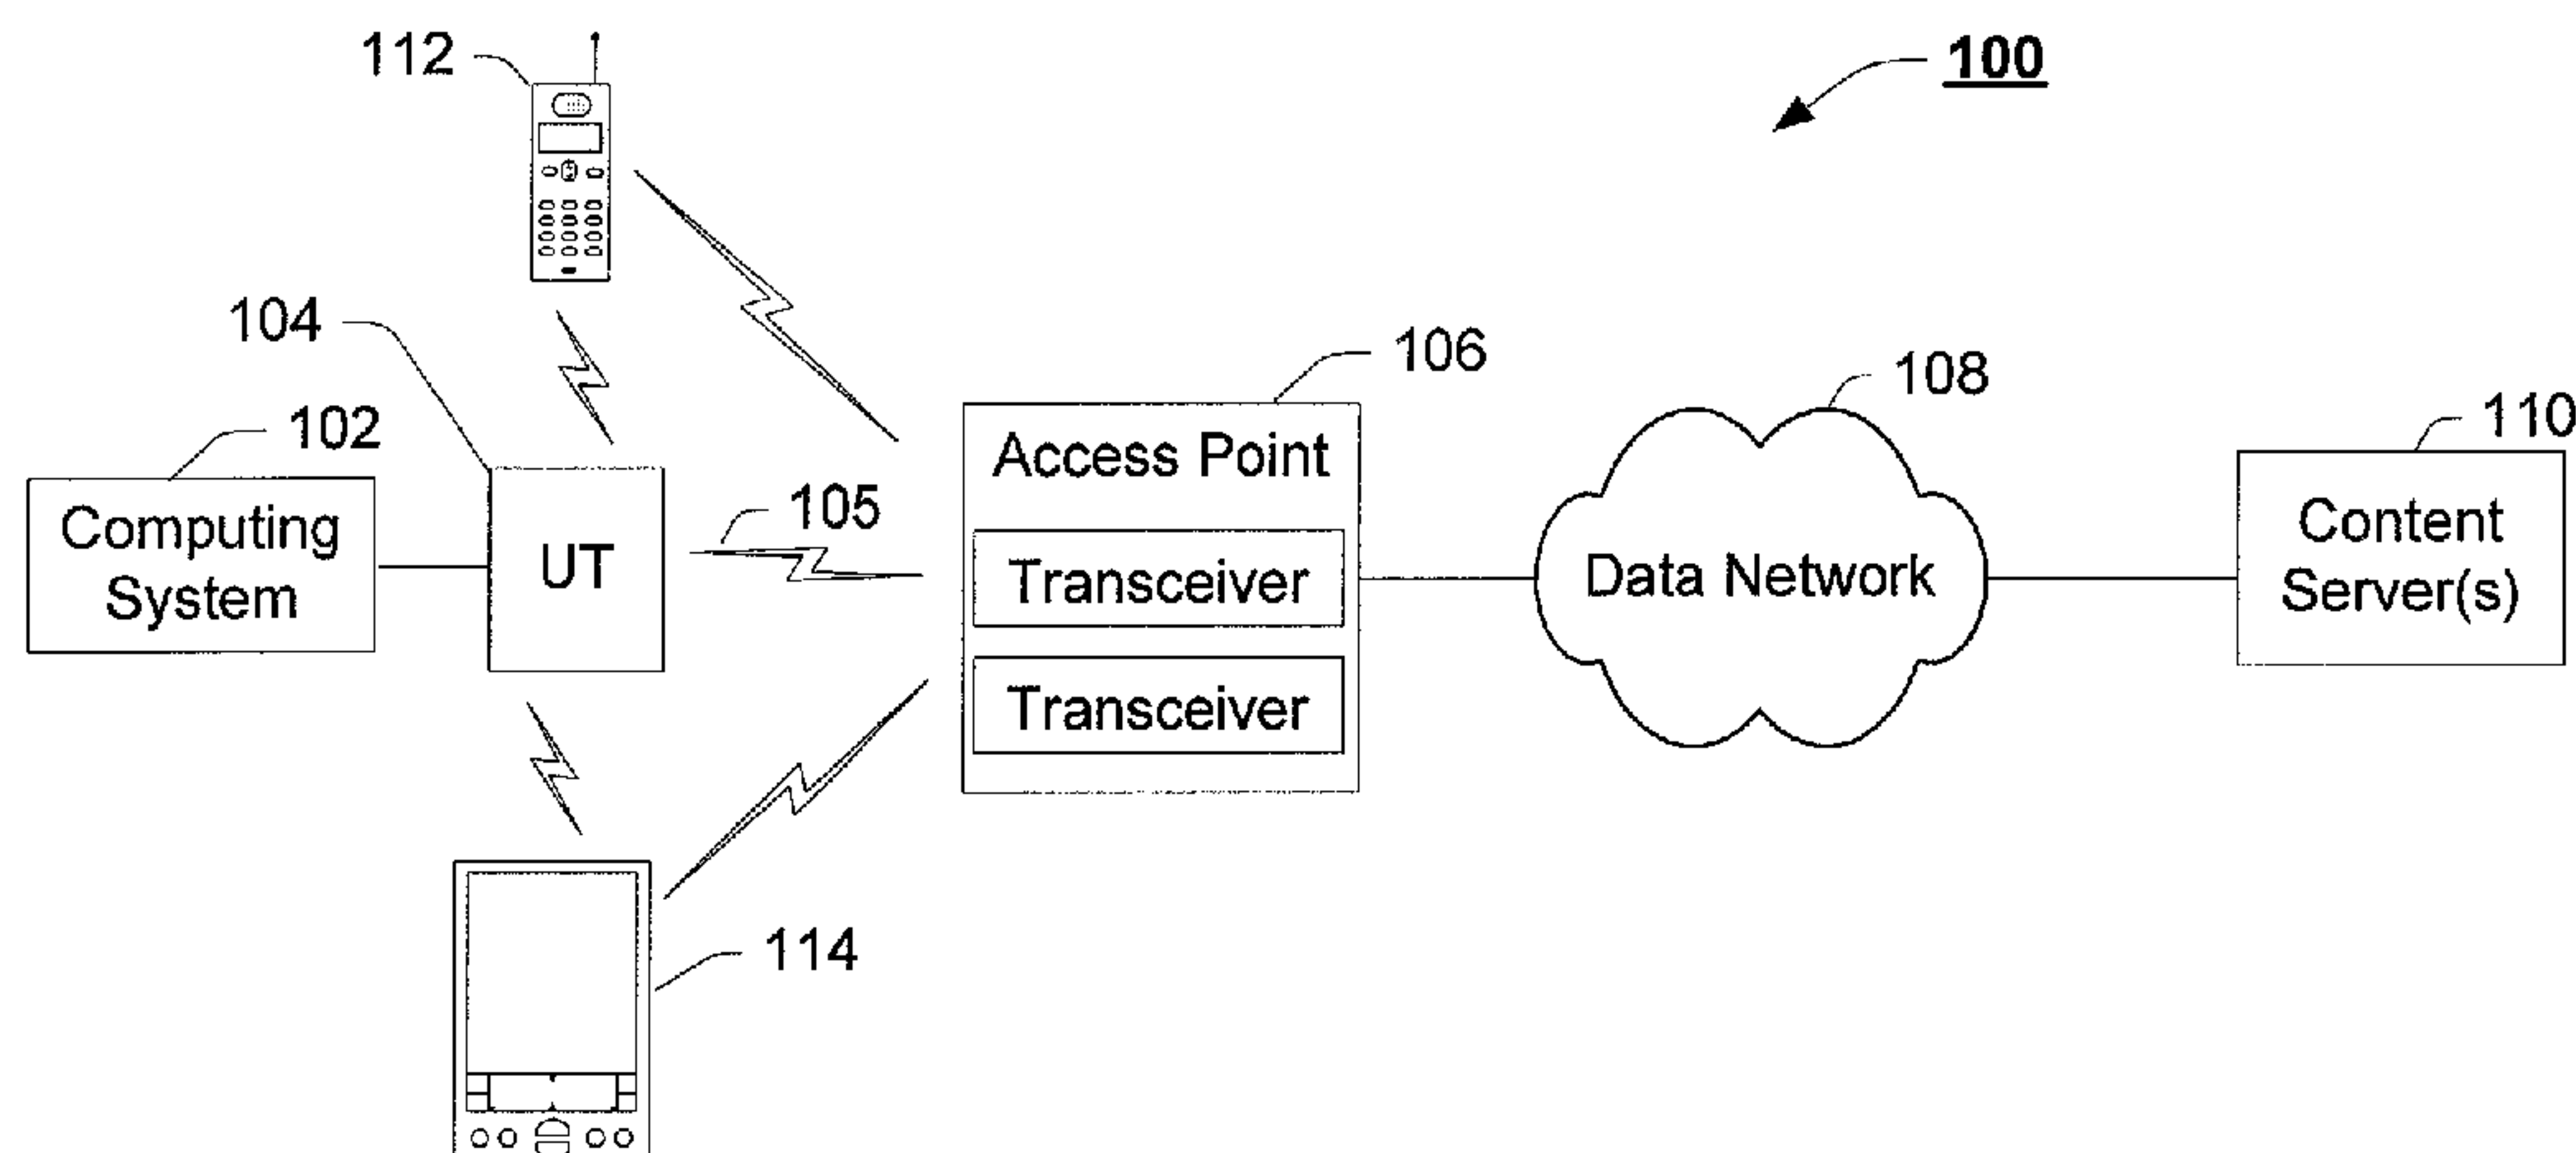 112
100
104
106
108
102
110
Access Point
105
Computing
System
UT
Transceiver
Data Network
Content
Server(s)
Transceiver
114